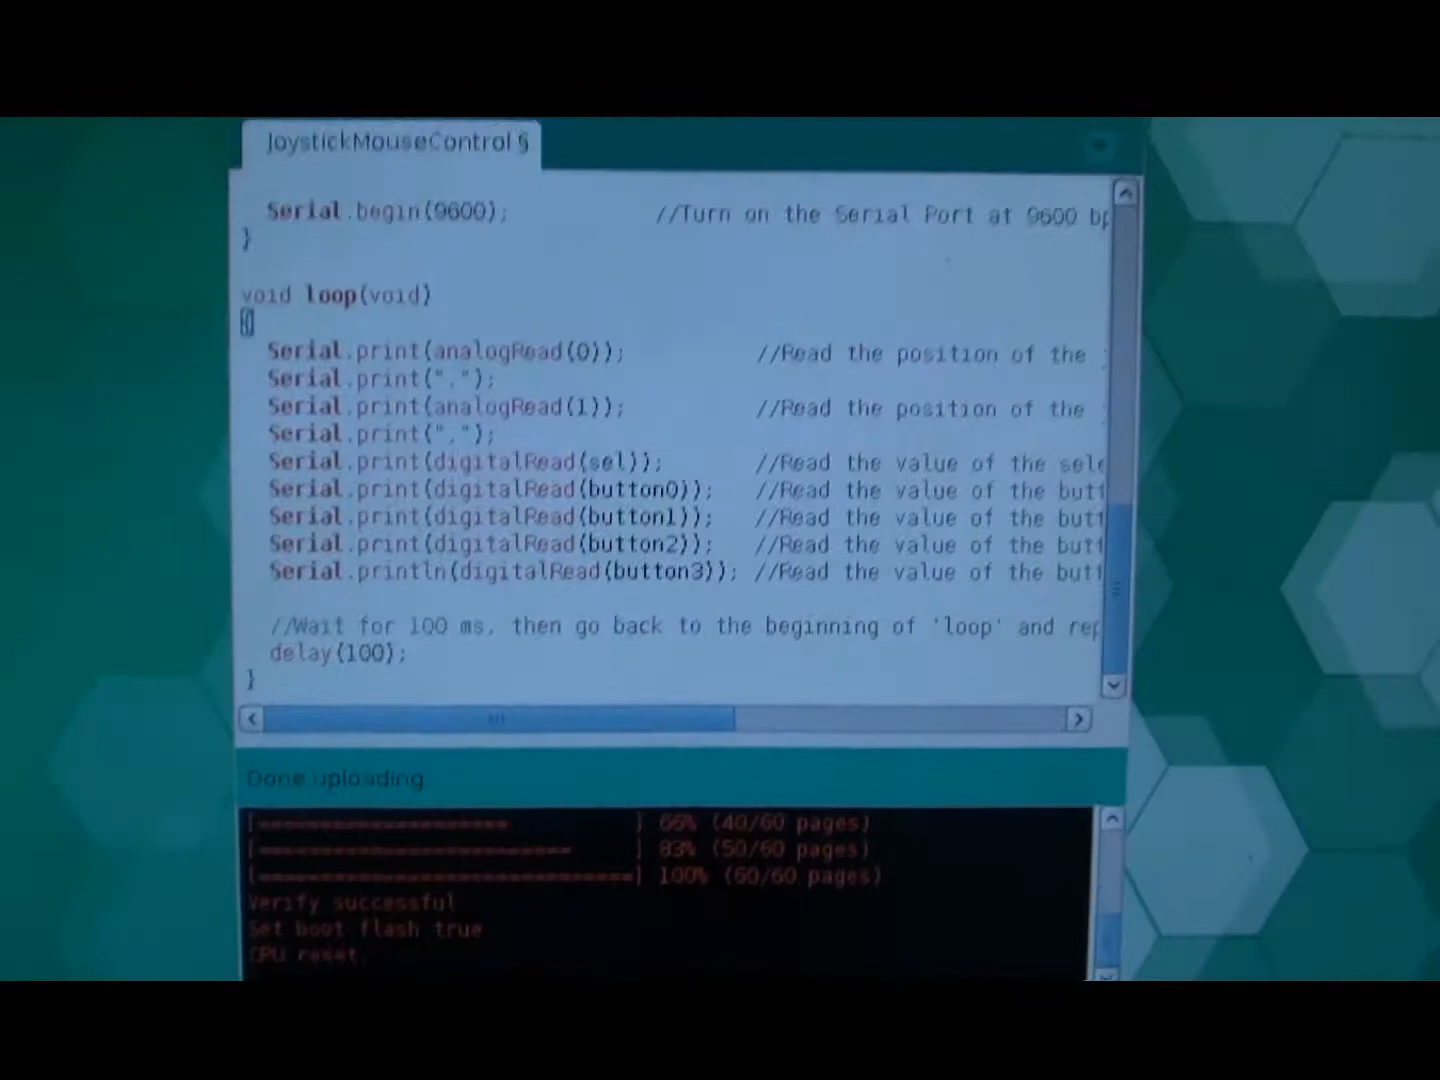 JoystickMouseControl §
Serial.begin(9600); //Turn on the Serial Port at 9600
}
void loop(void)
{
Serial.print(analogRead(0)); //Read the position of the
Serial.print(",");
Serial.print(analogRead(1)); //Read the position of the
Serial.print(",");
Serial.print(digitalRead(sel)); //Read the value of the sele
Serial.print(digitalRead(button0)); //Read the value of the butt
Serial.print(digitalRead(button1)); //Read the value of the butt
Serial.print(digitalRead(button2)); //Read the value of the butt
Serial.println(digitalRead(button3)); //Read the value of the butt
//Wait for 100 ms, then go back to the beginning of 'loop' and rep
delay(100);
}
Done uploading.
[==================== ] 66% (40/60 pages)
[========================= ] 83% (50/60 pages)
[==============================] 100% (60/60 pages)
Verify successful
Set boot flash true
CPU reset.